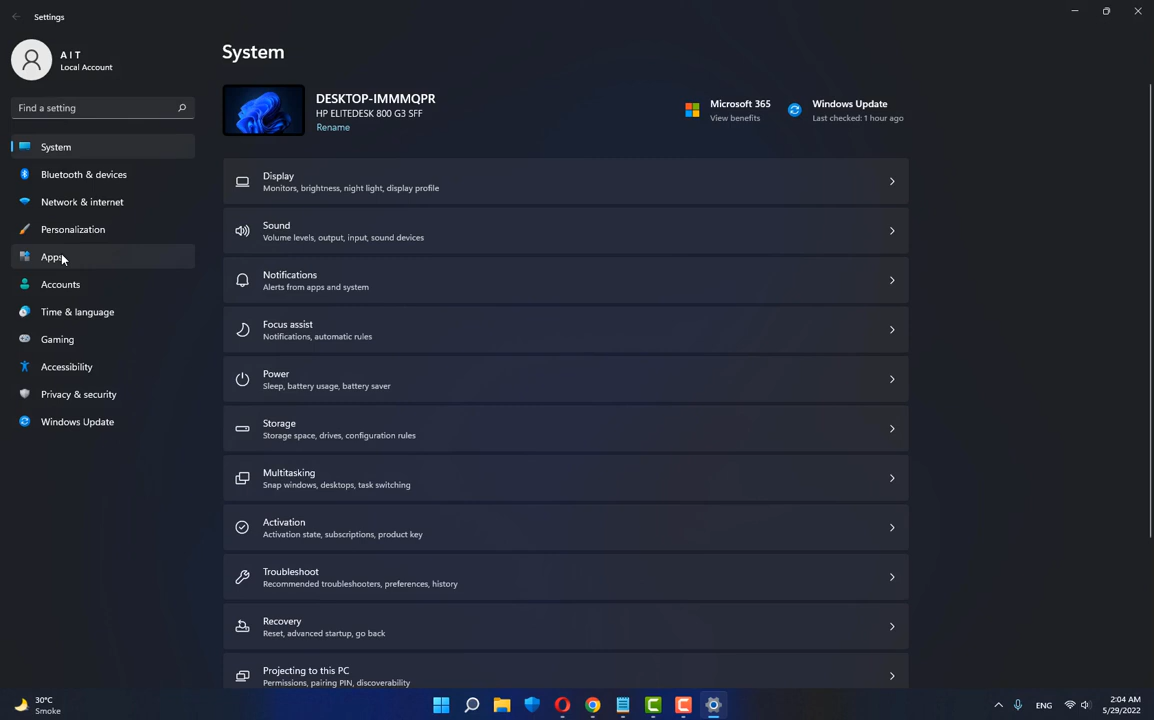 Settings
A I T
Local Account
Find a setting
System
Bluetooth & devices
Network & internet
Personalization
Apps
Accounts
Time & language
Gaming
Accessibility
Privacy & security
Windows Update
System
DESKTOP-IMMMQPR
HP ELITEDESK 800 G3 SFF
Rename
Microsoft 365
View benefits
Windows Update
Last checked: 1 hour ago
Display
Monitors, brightness, night light, display profile
Sound
Volume levels, output, input, sound devices
Notifications
Alerts from apps and system
Focus assist
Notifications, automatic rules
Power
Sleep, battery usage, battery saver
Storage
Storage space, drives, configuration rules
Multitasking
Snap windows, desktops, task switching
Activation
Activation state, subscriptions, product key
Troubleshoot
Recommended troubleshooters, preferences, history
Recovery
Reset, advanced startup, go back
Projecting to this PC
Permissions, pairing PIN, discoverability
30°C
Smoke
ENG
2:04 AM
5/29/2022